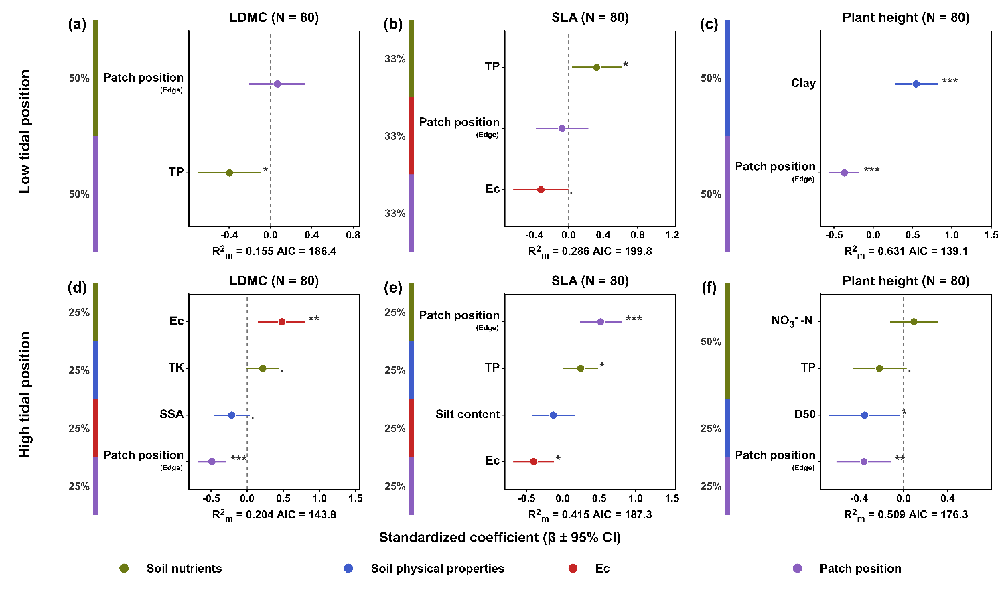 (a) LDMC (N = 80)
50%
50%
Patch position
(Edge)
TP
*
-0.4 0.0 0.4 0.8
R²m = 0.155 AIC = 186.4
(b) SLA (N = 80)
33%
33%
33%
TP
*
Patch position
(Edge)
Ec
.
-0.4 0.0 0.4 1.2
R²m = 0.286 AIC = 199.8
(c) Plant height (N = 80)
50%
50%
Clay
***
Patch position
(Edge)
***
-0.5 0.0 0.5 1.0 1.5
R²m = 0.631 AIC = 139.1
Low tidal position
(d) LDMC (N = 80)
25%
25%
25%
25%
Ec
**
TK
.
SSA
.
Patch position
(Edge)
***
-0.5 0.0 0.5 1.0 1.5
R²m = 0.204 AIC = 143.8
(e) SLA (N = 80)
25%
25%
25%
25%
Patch position
(Edge)
***
TP
*
Silt content
Ec
*
-0.5 0.0 0.5 1.0 1.5
R²m = 0.415 AIC = 187.3
(f) Plant height (N = 80)
50%
25%
25%
NO₃⁻ -N
TP
.
D50
*
Patch position
(Edge)
**
-0.4 0.0 0.4
R²m = 0.509 AIC = 176.3
High tidal position
Standardized coefficient (β ± 95% CI)
Soil nutrients
Soil physical properties
Ec
Patch position